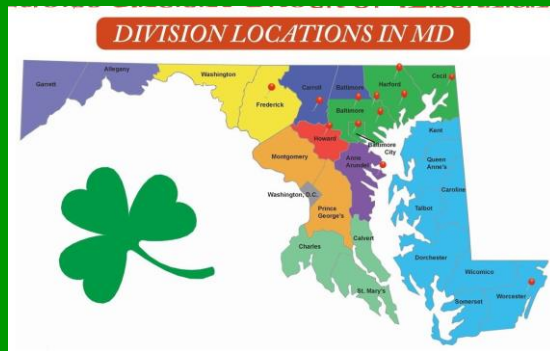 DIVISION LOCATIONS IN MD
Garrett
Allegeny
Washington
Frederick
Carroll
Baltimore
Harford
Cecil
Baltimore
Howard
Baltimore
City
Kent
Montgomery
Anne
Arundel
Queen
Anne's
Washington, D.C.
Caroline
Prince
George's
Talbot
Calvert
Charles
Dorchester
St. Mary's
Wicomico
Somerset
Worcester